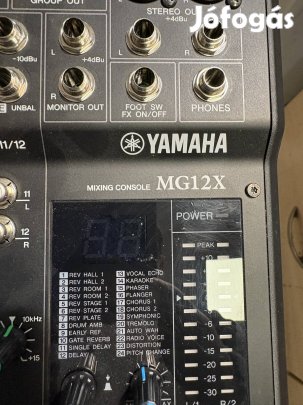 Jófogás
GROUP OUT
STEREO OUT
L
R
-10dBu
+4dBu
L
R
UNBAL
MONITOR OUT
FOOT SW
FX ON/OFF
PHONES
11/12
YAMAHA
MIXING CONSOLE MG12X
11
L
12
R
POWER
PEAK
+10
1 REV HALL 1
2 REV HALL 2
3 REV ROOM 1
4 REV ROOM 2
5 REV STAGE 1
6 REV STAGE 2
7 REV PLATE
8 DRUM AMB
9 EARLY REF
10 GATE REVERB
11 SINGLE DELAY
12 DELAY
13 VOCAL ECHO
14 KARAOKE
15 PHASER
16 FLANGER
17 CHORUS 1
18 CHORUS 2
19 SYMPHONIC
20 TREMOLO
21 AUTO WAH
22 RADIO VOICE
23 DISTORTION
24 PITCH CHANGE
-6
-10
-15
-20
-25
-30
L/1
R/2
10kHz
+15